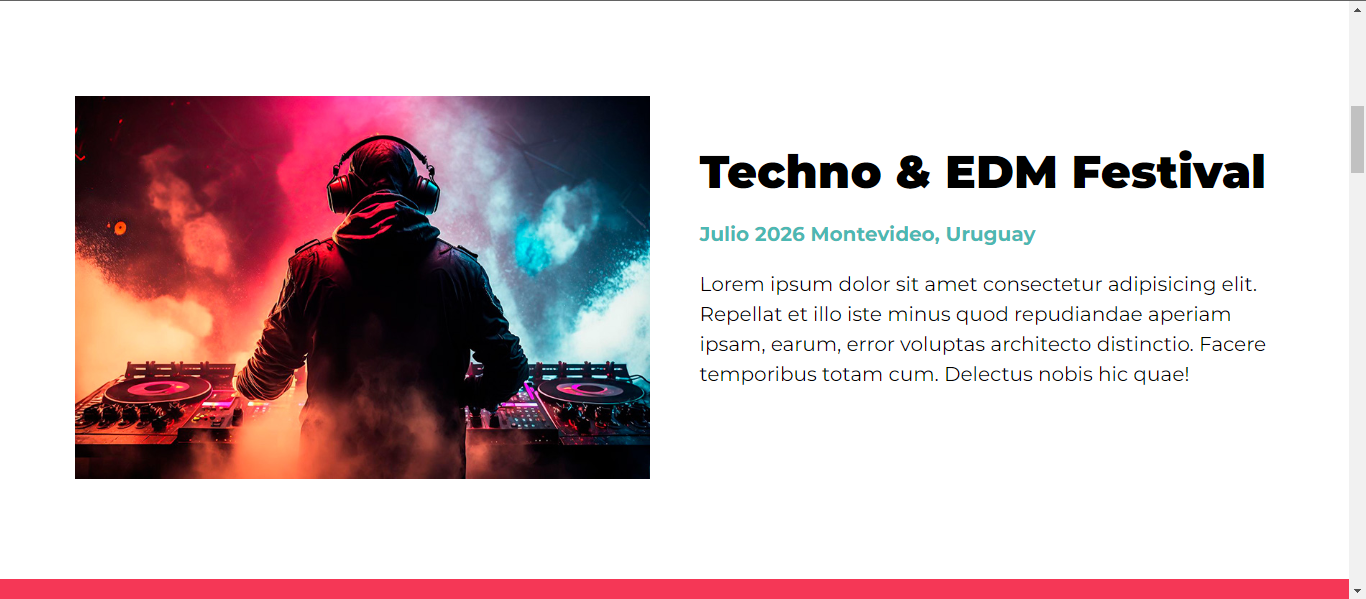 Techno & EDM Festival
Julio 2026 Montevideo, Uruguay
Lorem ipsum dolor sit amet consectetur adipisicing elit.
Repellat et illo iste minus quod repudiandae aperiam
ipsam, earum, error voluptas architecto distinctio. Facere
temporibus totam cum. Delectus nobis hic quae!